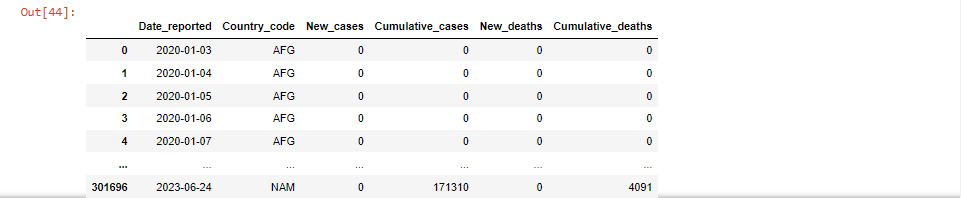 Out[44]:
Date_reported Country_code New_cases Cumulative_cases New_deaths Cumulative_deaths
0 2020-01-03 AFG 0 0 0 0
1 2020-01-04 AFG 0 0 0 0
2 2020-01-05 AFG 0 0 0 0
3 2020-01-06 AFG 0 0 0 0
4 2020-01-07 AFG 0 0 0 0
... ... ... ... ... ... ...
301696 2023-06-24 NAM 0 171310 0 4091